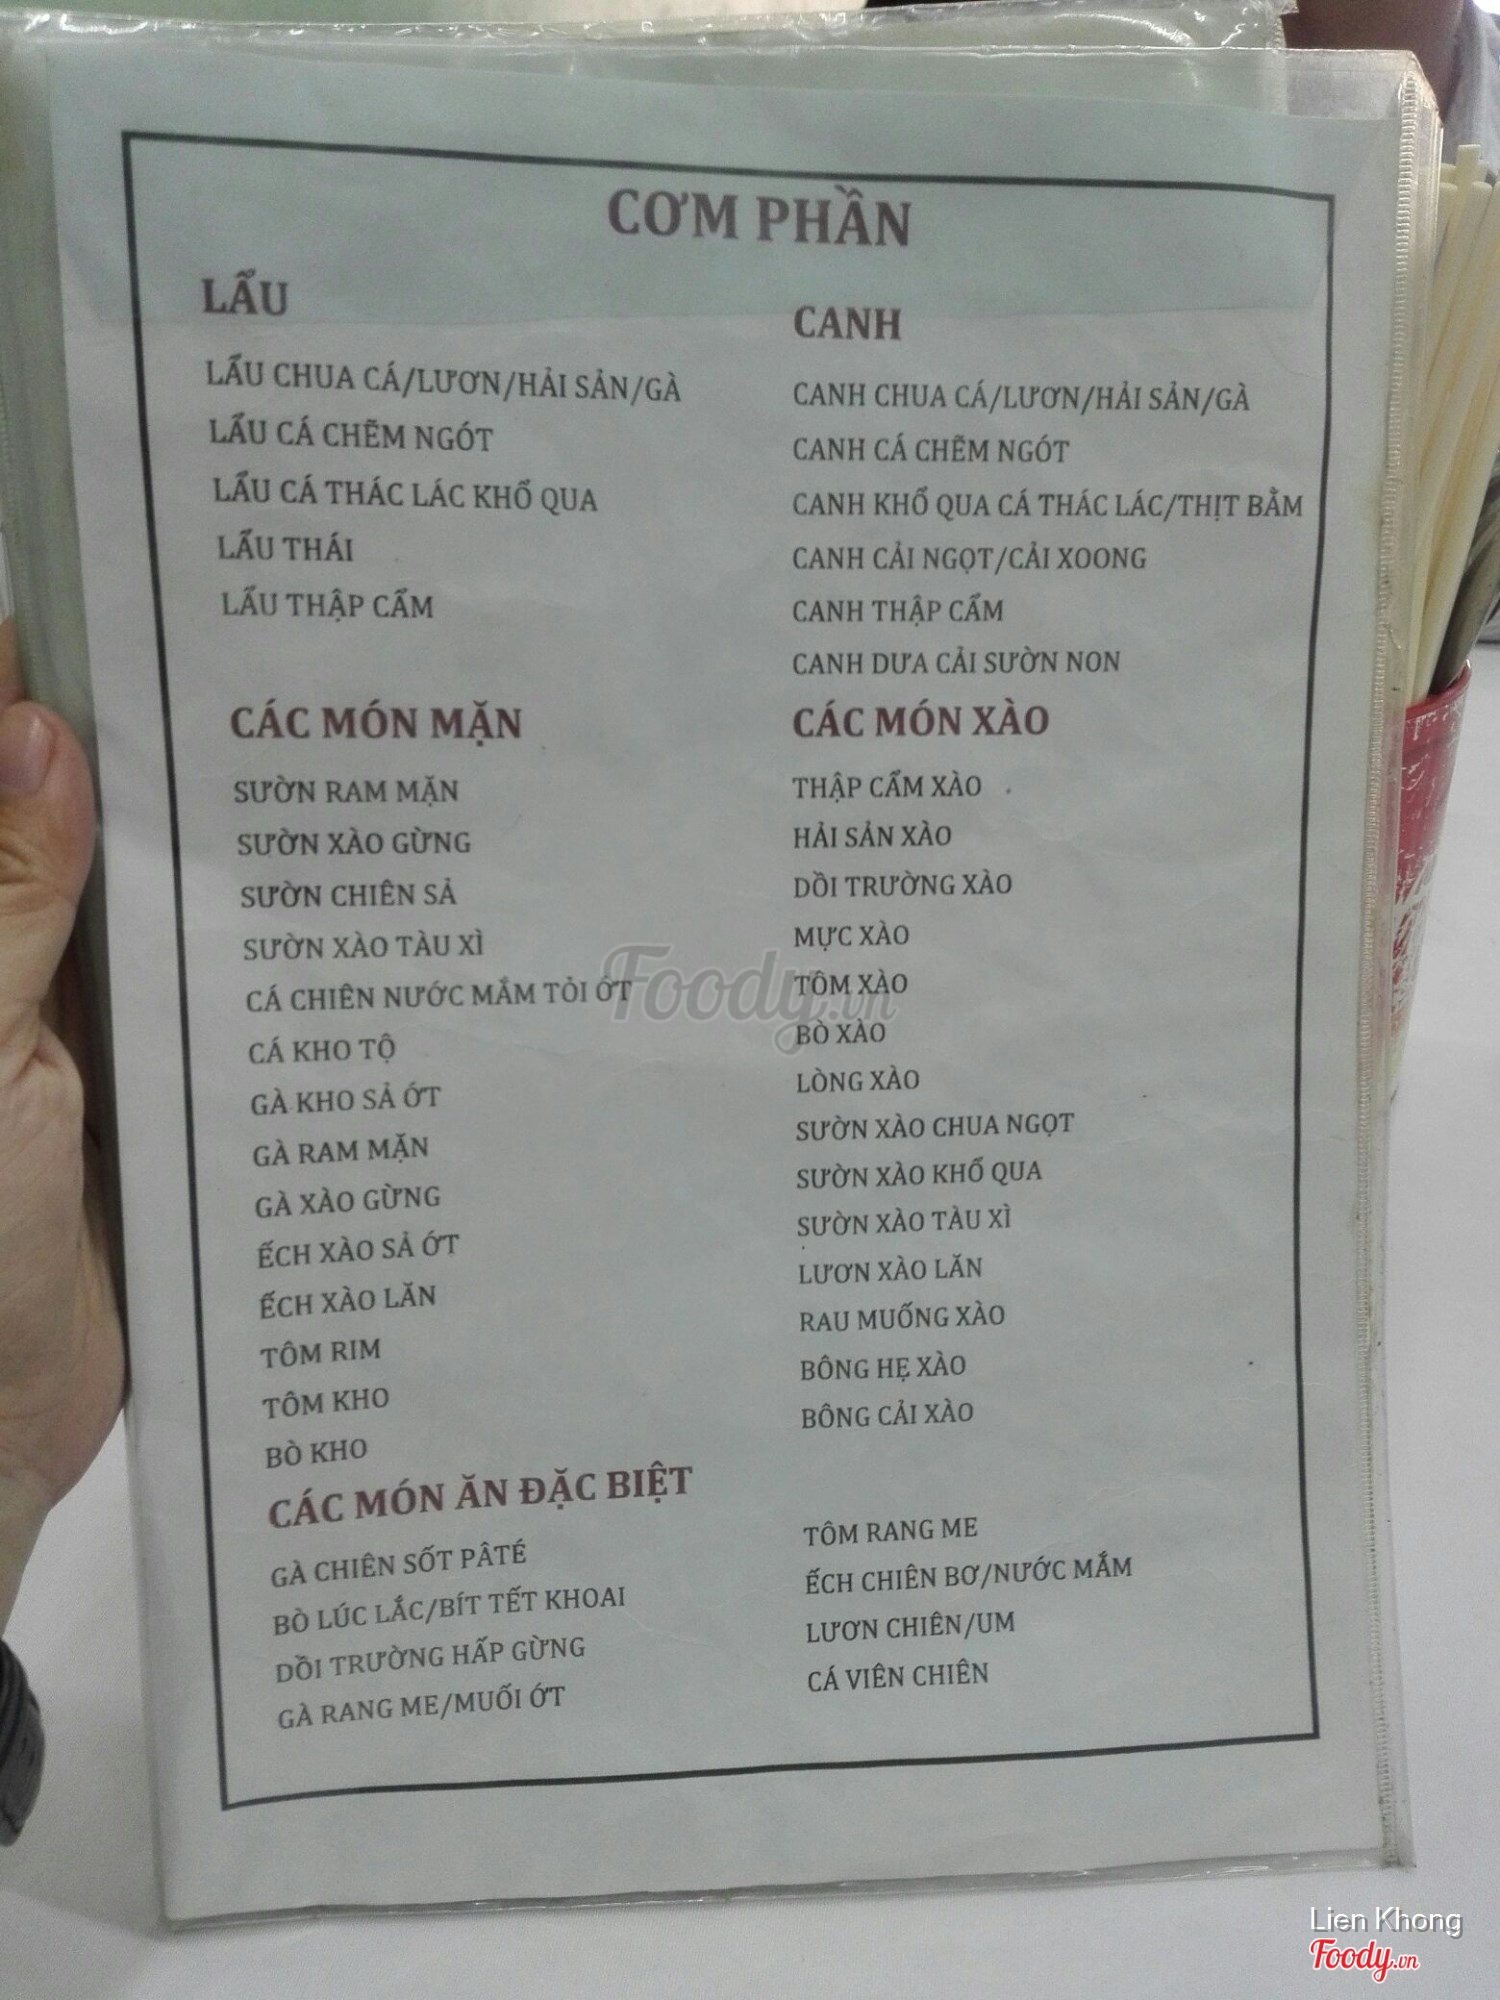 CƠM PHẦN
LẨU
LẨU CHUA CÁ/LƯƠN/HẢI SẢN/GÀ
LẨU CÁ CHẼM NGÓT
LẨU CÁ THÁC LÁC KHỔ QUA
LẨU THÁI
LẨU THẬP CẨM
CANH
CANH CHUA CÁ/LƯƠN/HẢI SẢN/GÀ
CANH CÁ CHẼM NGÓT
CANH KHỔ QUA CÁ THÁC LÁC/THỊT BẰM
CANH CẢI NGỌT/CẢI XOONG
CANH THẬP CẨM
CANH DƯA CẢI SƯỜN NON
CÁC MÓN MẶN
SƯỜN RAM MẶN
SƯỜN XÀO GỪNG
SƯỜN CHIÊN SẢ
SƯỜN XÀO TÀU XÌ
CÁ CHIÊN NƯỚC MẮM TỎI ỚT
CÁ KHO TỘ
GÀ KHO SẢ ỚT
GÀ RAM MẶN
GÀ XÀO GỪNG
ẾCH XÀO SẢ ỚT
ẾCH XÀO LĂN
TÔM RIM
TÔM KHO
BÒ KHO
CÁC MÓN XÀO
THẬP CẨM XÀO
HẢI SẢN XÀO
DỒI TRƯỜNG XÀO
MỰC XÀO
TÔM XÀO
BÒ XÀO
LÒNG XÀO
SƯỜN XÀO CHUA NGỌT
SƯỜN XÀO KHỔ QUA
SƯỜN XÀO TÀU XÌ
LƯƠN XÀO LĂN
RAU MUỐNG XÀO
BÔNG HẸ XÀO
BÔNG CẢI XÀO
CÁC MÓN ĂN ĐẶC BIỆT
GÀ CHIÊN SỐT PÂTÉ
BÒ LÚC LẮC/BÍT TẾT KHOAI
DỒI TRƯỜNG HẤP GỪNG
GÀ RANG ME/MUỐI ỚT
TÔM RANG ME
ẾCH CHIÊN BƠ/NƯỚC MẮM
LƯƠN CHIÊN/UM
CÁ VIÊN CHIÊN
Foody.vn
Lien Khong
Foody.vn